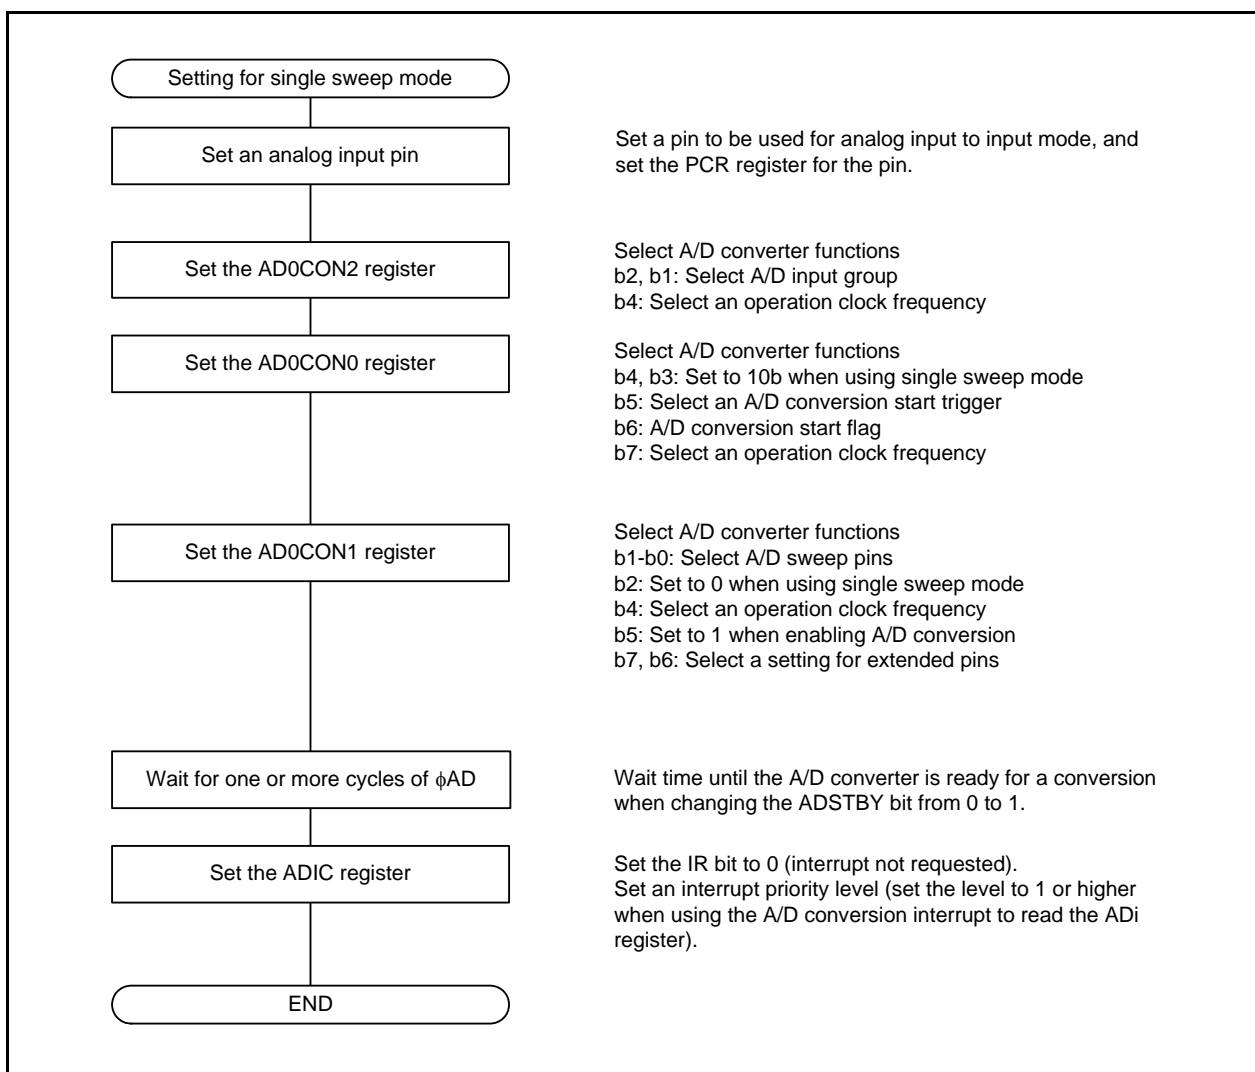 Setting for single sweep mode
Set an analog input pin
Set a pin to be used for analog input to input mode, and
set the PCR register for the pin.
Set the AD0CON2 register
Select A/D converter functions
b2, b1: Select A/D input group
b4: Select an operation clock frequency
Set the AD0CON0 register
Select A/D converter functions
b4, b3: Set to 10b when using single sweep mode
b5: Select an A/D conversion start trigger
b6: A/D conversion start flag
b7: Select an operation clock frequency
Set the AD0CON1 register
Select A/D converter functions
b1-b0: Select A/D sweep pins
b2: Set to 0 when using single sweep mode
b4: Select an operation clock frequency
b5: Set to 1 when enabling A/D conversion
b7, b6: Select a setting for extended pins
Wait for one or more cycles of ϕAD
Wait time until the A/D converter is ready for a conversion
when changing the ADSTBY bit from 0 to 1.
Set the ADIC register
Set the IR bit to 0 (interrupt not requested).
Set an interrupt priority level (set the level to 1 or higher
when using the A/D conversion interrupt to read the ADi
register).
END